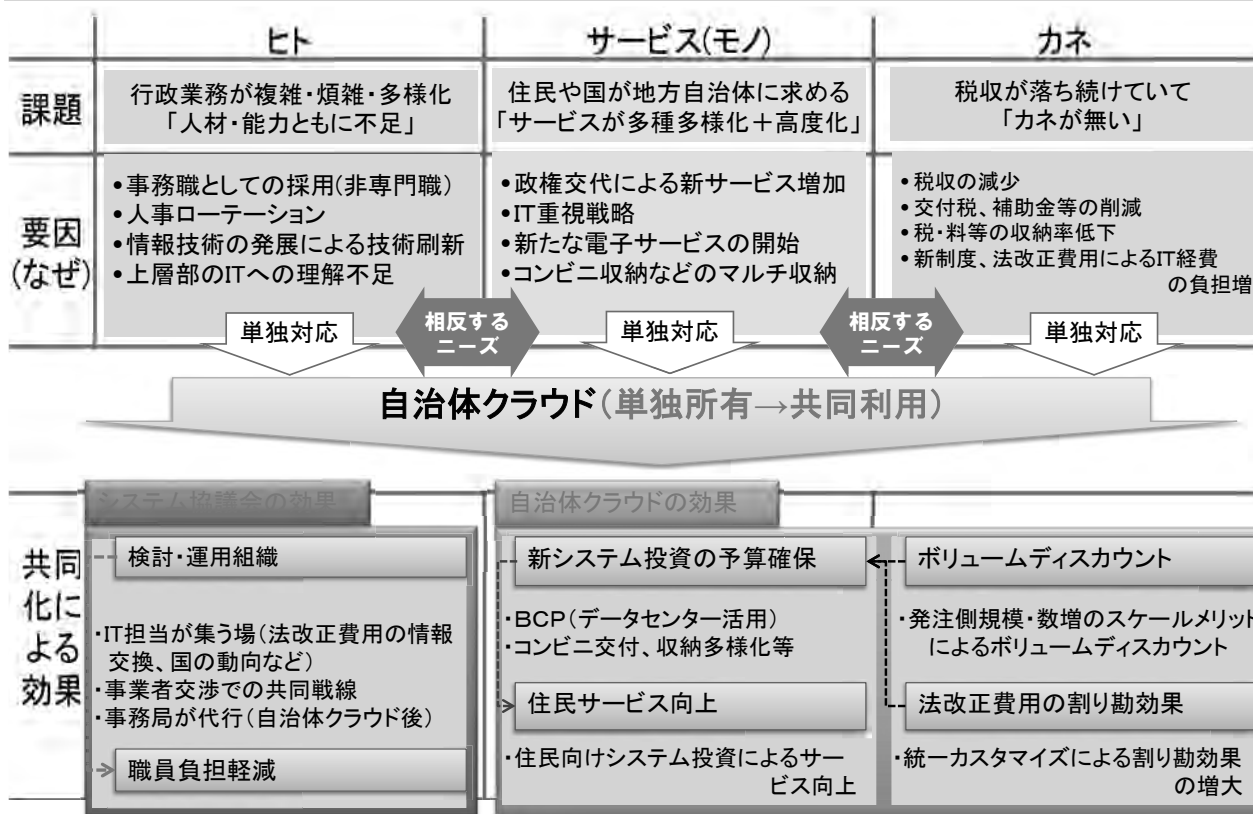 ヒト
サービス(モノ)
カネ
課題
行政業務が複雑・煩雑・多様化
「人材・能力ともに不足」
住民や国が地方自治体に求める
「サービスが多種多様化＋高度化」
税収が落ち続けていて
「カネが無い」
要因
(なぜ)
•事務職としての採用(非専門職)
•人事ローテーション
•情報技術の発展による技術刷新
•上層部のITへの理解不足
•政権交代による新サービス増加
•IT重視戦略
•新たな電子サービスの開始
•コンビニ収納などのマルチ収納
•税収の減少
•交付税、補助金等の削減
•税・料等の収納率低下
•新制度、法改正費用によるIT経費
の負担増
単独対応
相反する
ニーズ
単独対応
相反する
ニーズ
単独対応
自治体クラウド(単独所有→共同利用)
共同
化に
よる
効果
システム協議会の効果
検討・運用組織
・IT担当が集う場(法改正費用の情報
交換、国の動向など)
・事業者交渉での共同戦線
・事務局が代行(自治体クラウド後)
職員負担軽減
自治体クラウドの効果
新システム投資の予算確保
・BCP(データセンター活用)
・コンビニ交付、収納多様化等
住民サービス向上
・住民向けシステム投資によるサー
ビス向上
ボリュームディスカウント
・発注側規模・数増のスケールメリット
によるボリュームディスカウント
法改正費用の割り勘効果
・統一カスタマイズによる割り勘効果
の増大